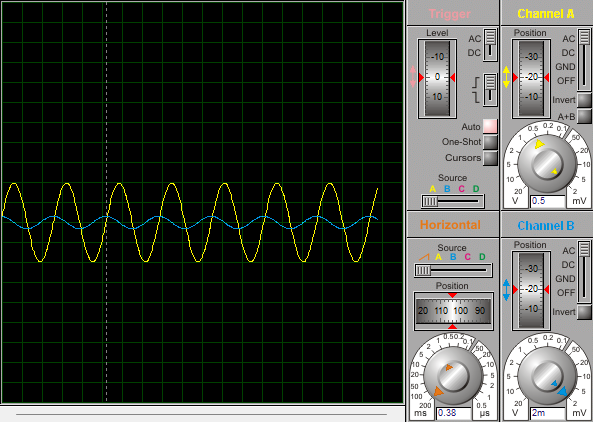 Trigger
Level
-10
0
10
AC
DC
Auto
One-Shot
Cursors
Source
A B C D
Channel A
Position
-30
-20
-10
AC
DC
GND
OFF
Invert
A+B
20
10
5
2
1
0.5
0.2
0.1
50
20
10
5
2
V
0.5
mV
Horizontal
Source
A B C D
Position
20 110 100 90
200
100
50
20
10
5
2
1
0.5
0.2
0.1
50
20
10
5
2
1
0.5
ms
0.38
µs
Channel B
Position
-30
-20
-10
AC
DC
GND
OFF
Invert
20
10
5
2
1
0.5
0.2
0.1
50
20
10
5
2
V
2m
mV